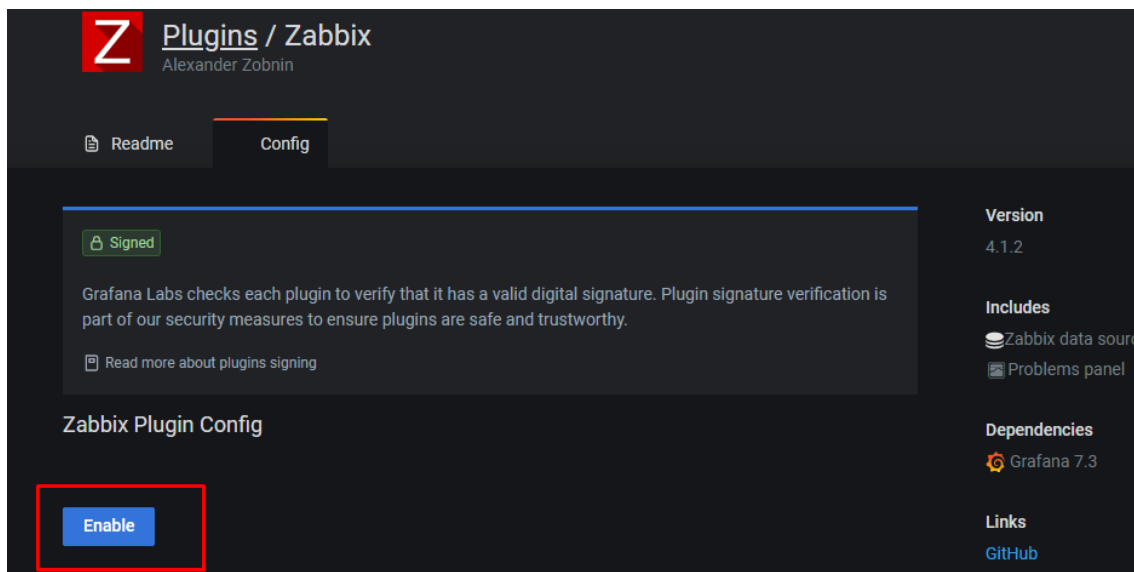 Z
Plugins / Zabbix
Alexander Zobnin
Readme
Config
Signed
Grafana Labs checks each plugin to verify that it has a valid digital signature. Plugin signature verification is
part of our security measures to ensure plugins are safe and trustworthy.
Read more about plugins signing
Zabbix Plugin Config
Enable
Version
4.1.2
Includes
Zabbix data sour
Problems panel
Dependencies
Grafana 7.3
Links
GitHub